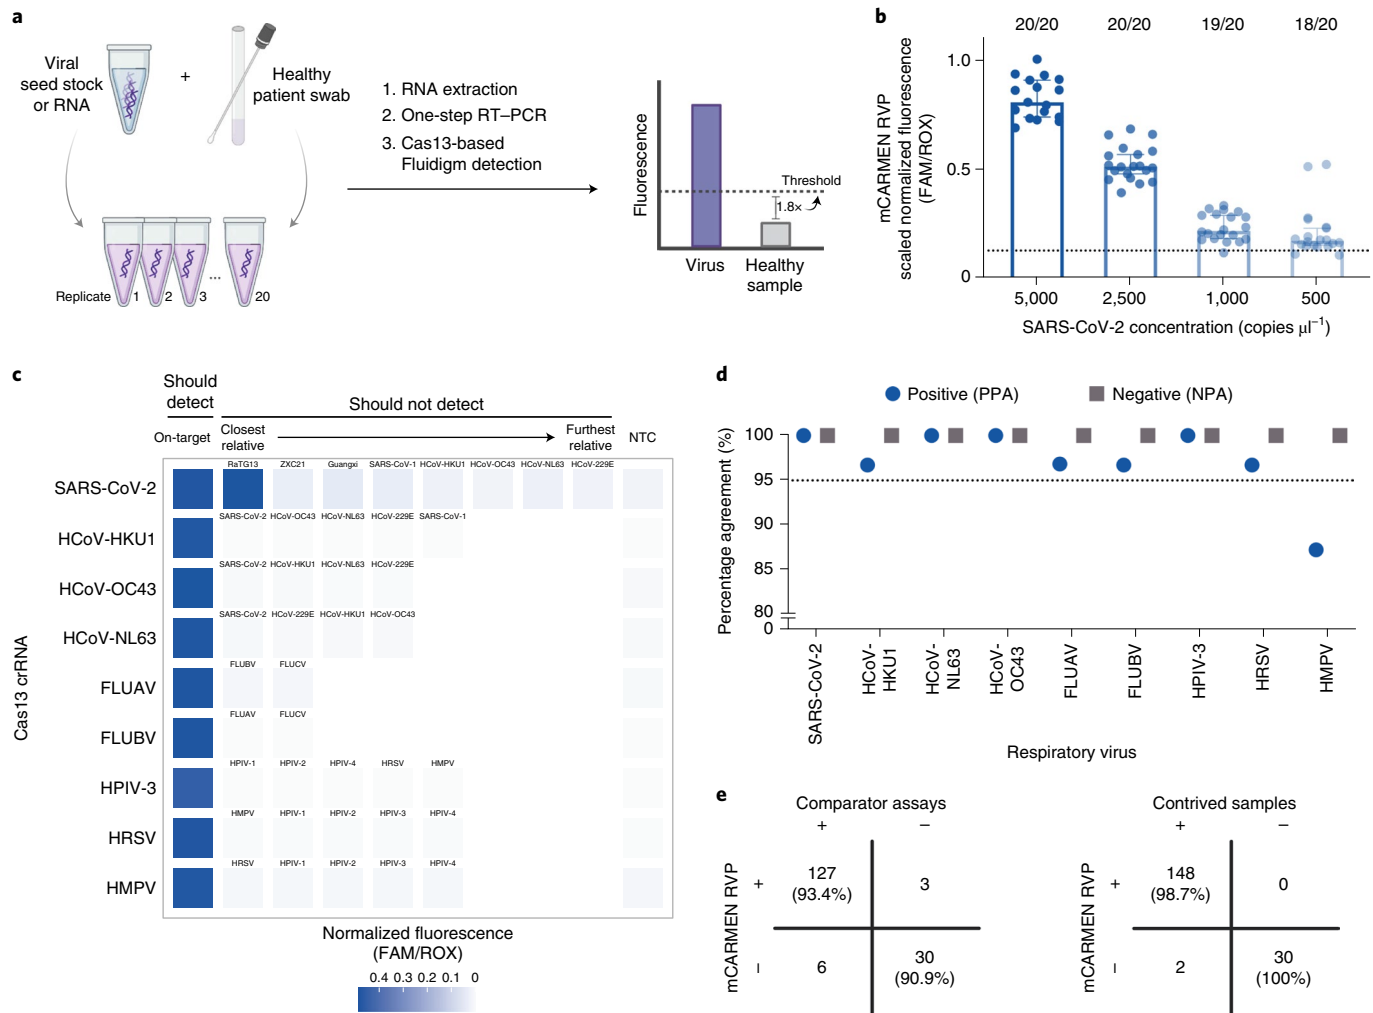 a
Viral
seed stock
or RNA
+
Healthy
patient swab
1. RNA extraction
2. One-step RT–PCR
3. Cas13-based
Fluidigm detection
Replicate 1 2 3 ... 20
Fluorescence
Threshold
1.8×
Virus
Healthy
sample
b
20/20 20/20 19/20 18/20
mCARMEN RVP
scaled normalized fluorescence
(FAM/ROX)
1.0
0.5
0
5,000 2,500 1,000 500
SARS-CoV-2 concentration (copies µl⁻¹)
c
Should
detect
Should not detect
On-target
Closest
relative
Furthest
relative
NTC
Cas13 crRNA
RaTG13 ZXC21 Guangxi SARS-CoV-1 HCoV-HKU1 HCoV-OC43 HCoV-NL63 HCoV-229E
SARS-CoV-2
SARS-CoV-2 HCoV-OC43 HCoV-NL63 HCoV-229E SARS-CoV-1
HCoV-HKU1
SARS-CoV-2 HCoV-HKU1 HCoV-NL63 HCoV-229E
HCoV-OC43
SARS-CoV-2 HCoV-229E HCoV-HKU1 HCoV-OC43
HCoV-NL63
FLUBV FLUCV
FLUAV
FLUAV FLUCV
FLUBV
HPIV-1 HPIV-2 HPIV-4 HRSV HMPV
HPIV-3
HMPV HPIV-1 HPIV-2 HPIV-3 HPIV-4
HRSV
HRSV HPIV-1 HPIV-2 HPIV-3 HPIV-4
HMPV
Normalized fluorescence
(FAM/ROX)
0.4 0.3 0.2 0.1 0
d
Positive (PPA) Negative (NPA)
Percentage agreement (%)
100
95
90
85
80
0
SARS-CoV-2
HCoV-
HKU1
HCoV-
NL63
HCoV-
OC43
FLUAV
FLUBV
HPIV-3
HRSV
HMPV
Respiratory virus
e
Comparator assays
+ −
mCARMEN RVP
+
127
(93.4%)
3
−
6
30
(90.9%)
Contrived samples
+ −
mCARMEN RVP
+
148
(98.7%)
0
−
2
30
(100%)